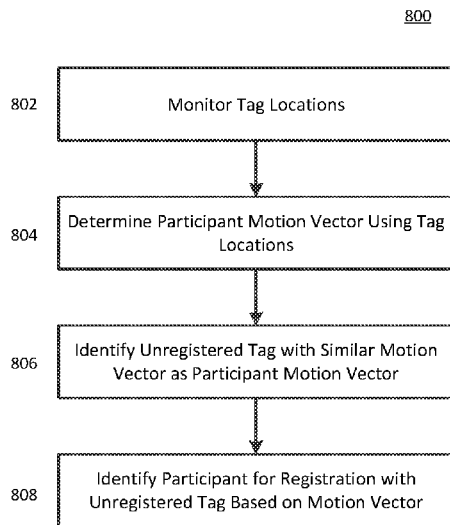 800
802
Monitor Tag Locations
804
Determine Participant Motion Vector Using Tag
Locations
806
Identify Unregistered Tag with Similar Motion
Vector as Participant Motion Vector
808
Identify Participant for Registration with
Unregistered Tag Based on Motion Vector